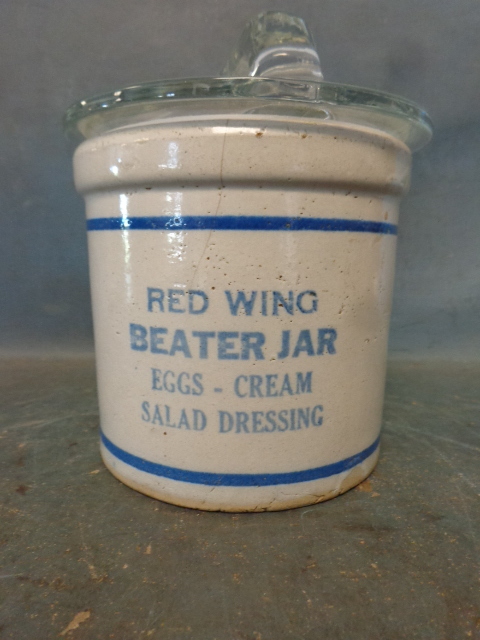 RED WING
BEATER JAR
EGGS - CREAM
SALAD DRESSING